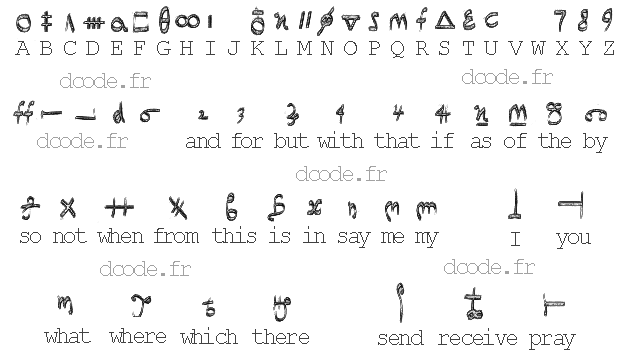 A B C D E F G H I J K L M N O P Q R S T U V W X Y Z
dcode.fr dcode.fr
dcode.fr and for but with that if as of the by
dcode.fr
so not when from this is in say me my I you
dcode.fr dcode.fr
what where which there send receive pray